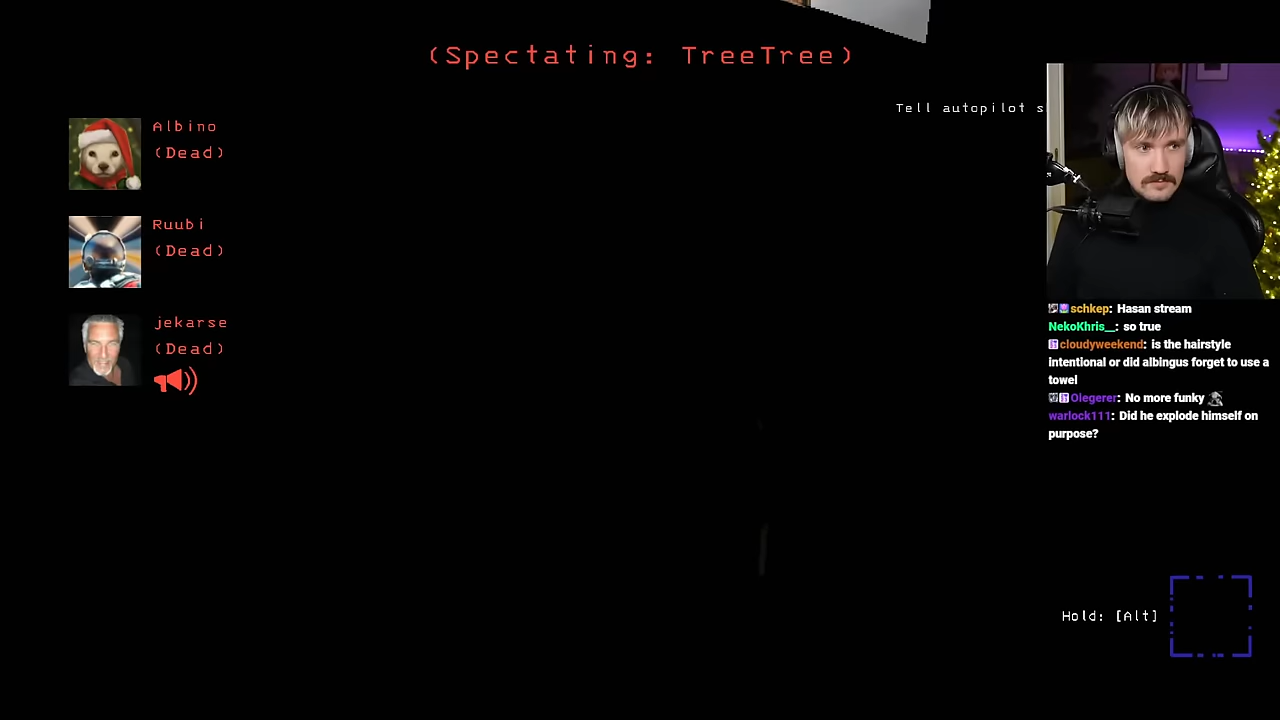 (Spectating: TreeTree)
Tell autopilot s
Albino
(Dead)
Ruubi
(Dead)
jekarse
(Dead)
schkep: Hasan stream
NekoKhris__: so true
cloudyweekend: is the hairstyle
intentional or did albingus forget to use a
towel
Olegerer: No more funky
warlock111: Did he explode himself on
purpose?
Hold: [Alt]